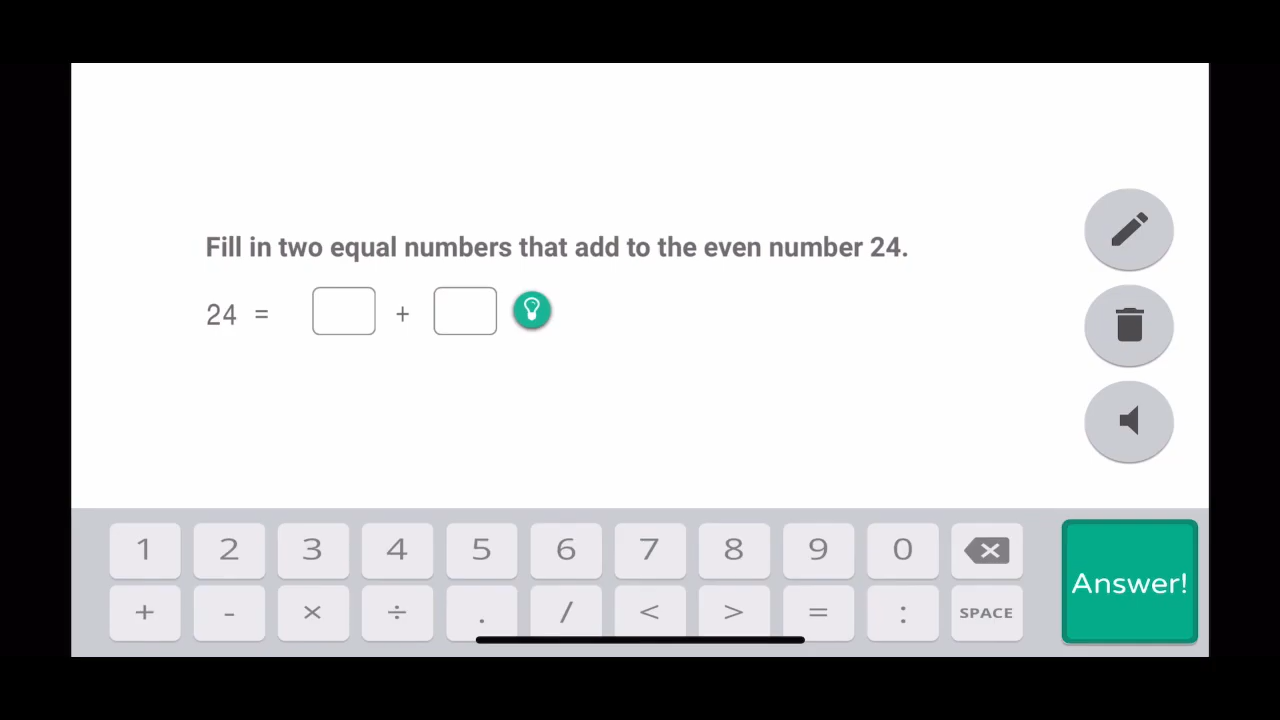 Fill in two equal numbers that add to the even number 24.
24 = +
1 2 3 4 5 6 7 8 9 0
+ - × ÷ . / < > = : SPACE
Answer!